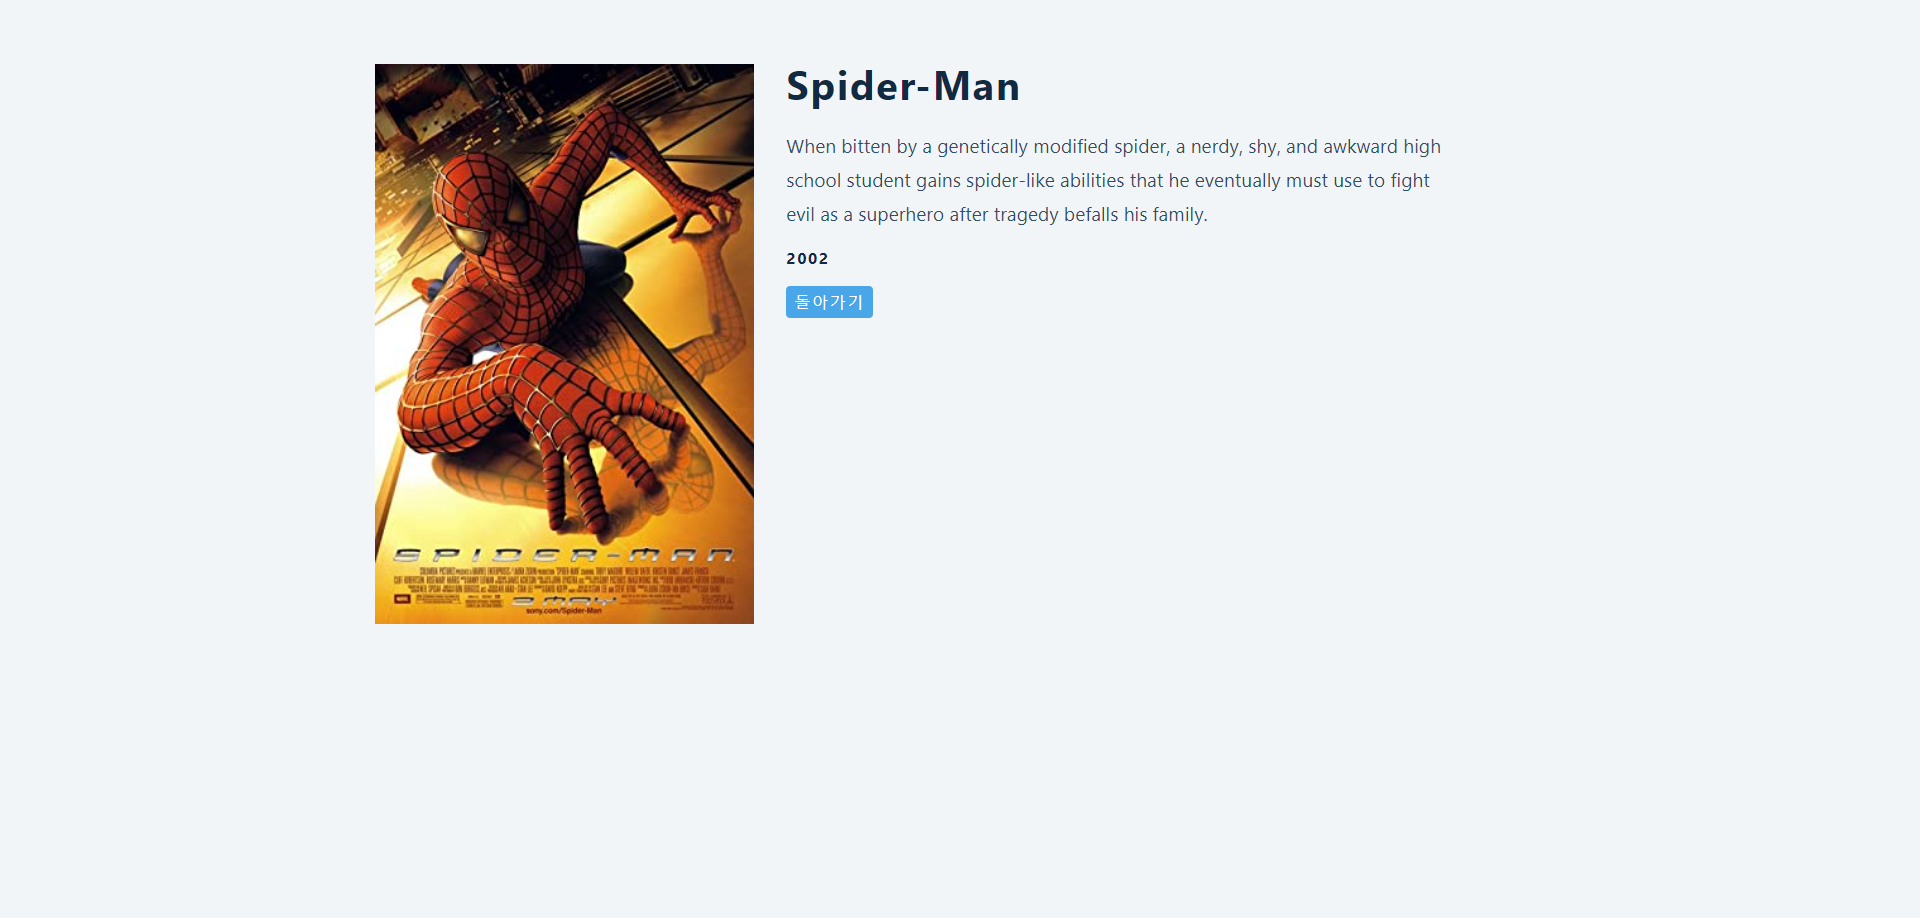 Spider-Man
When bitten by a genetically modified spider, a nerdy, shy, and awkward high
school student gains spider-like abilities that he eventually must use to fight
evil as a superhero after tragedy befalls his family.
2002
돌아가기
SPIDER-MAN
sony.com/Spider-Man